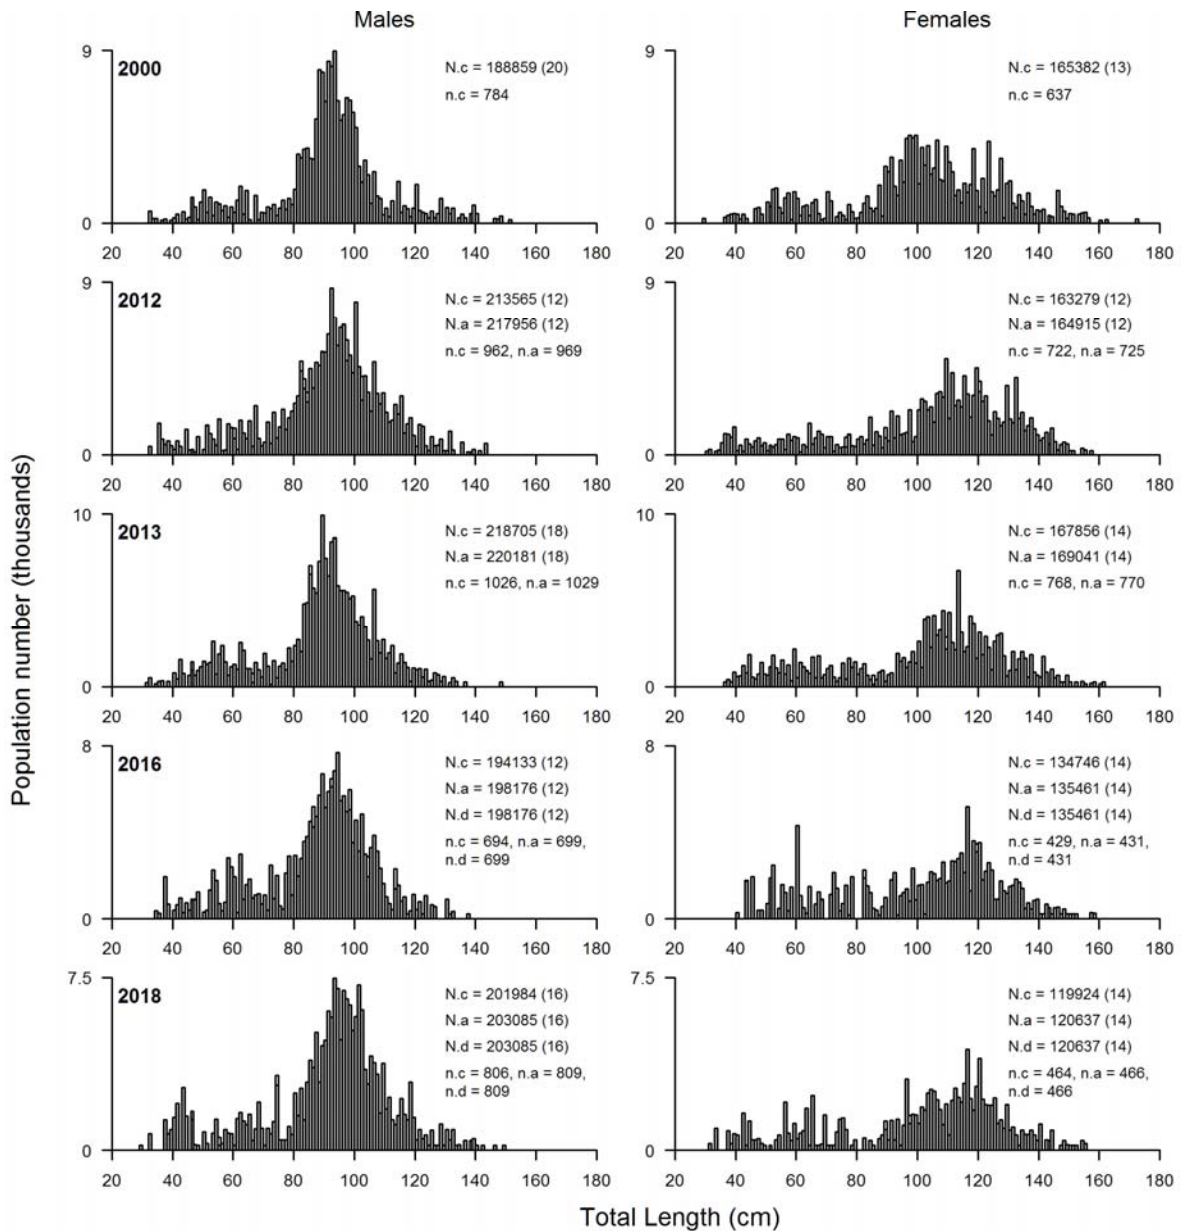 Males Females
9
2000
N.c = 188859 (20)
n.c = 784
0
20 40 60 80 100 120 140 160 180
9
N.c = 165382 (13)
n.c = 637
0
20 40 60 80 100 120 140 160 180
9
2012
N.c = 213565 (12)
N.a = 217956 (12)
n.c = 962, n.a = 969
0
20 40 60 80 100 120 140 160 180
9
N.c = 163279 (12)
N.a = 164915 (12)
n.c = 722, n.a = 725
0
20 40 60 80 100 120 140 160 180
10
2013
N.c = 218705 (18)
N.a = 220181 (18)
n.c = 1026, n.a = 1029
0
20 40 60 80 100 120 140 160 180
10
N.c = 167856 (14)
N.a = 169041 (14)
n.c = 768, n.a = 770
0
20 40 60 80 100 120 140 160 180
8
2016
N.c = 194133 (12)
N.a = 198176 (12)
N.d = 198176 (12)
n.c = 694, n.a = 699,
n.d = 699
0
20 40 60 80 100 120 140 160 180
8
N.c = 134746 (14)
N.a = 135461 (14)
N.d = 135461 (14)
n.c = 429, n.a = 431,
n.d = 431
0
20 40 60 80 100 120 140 160 180
7.5
2018
N.c = 201984 (16)
N.a = 203085 (16)
N.d = 203085 (16)
n.c = 806, n.a = 809,
n.d = 809
0
20 40 60 80 100 120 140 160 180
7.5
N.c = 119924 (14)
N.a = 120637 (14)
N.d = 120637 (14)
n.c = 464, n.a = 466,
n.d = 466
0
20 40 60 80 100 120 140 160 180
Population number (thousands)
Total Length (cm)